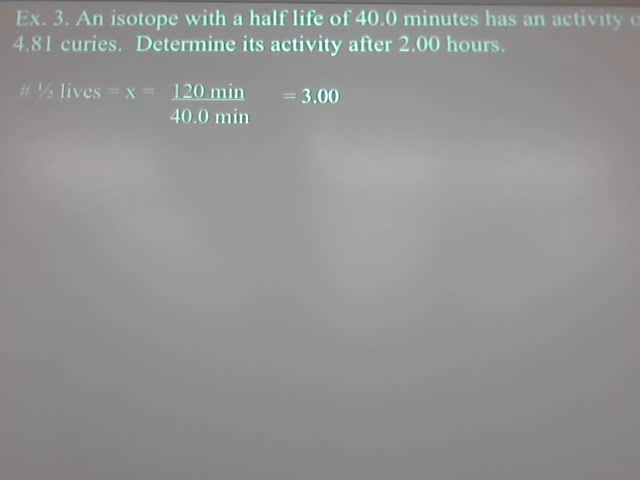 Ex. 3. An isotope with a half life of 40.0 minutes has an activity
4.81 curies. Determine its activity after 2.00 hours.
# ½ lives = x = 120 min = 3.00
40.0 min